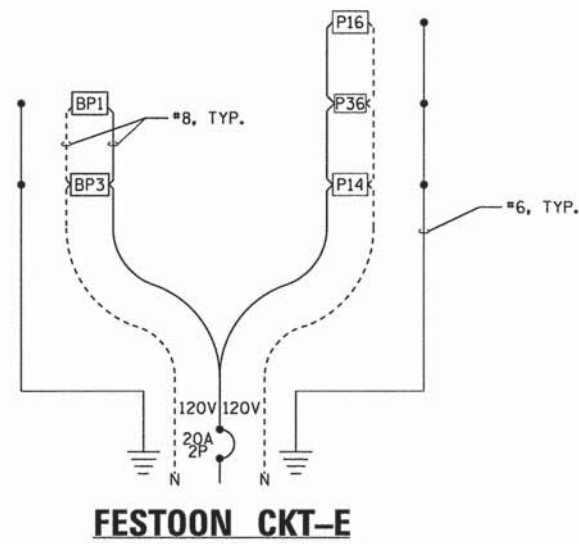 P16
BP1
P36
#8, TYP.
BP3
P14
#6, TYP.
120V 120V
20A
2P
N
N
FESTOON CKT-E